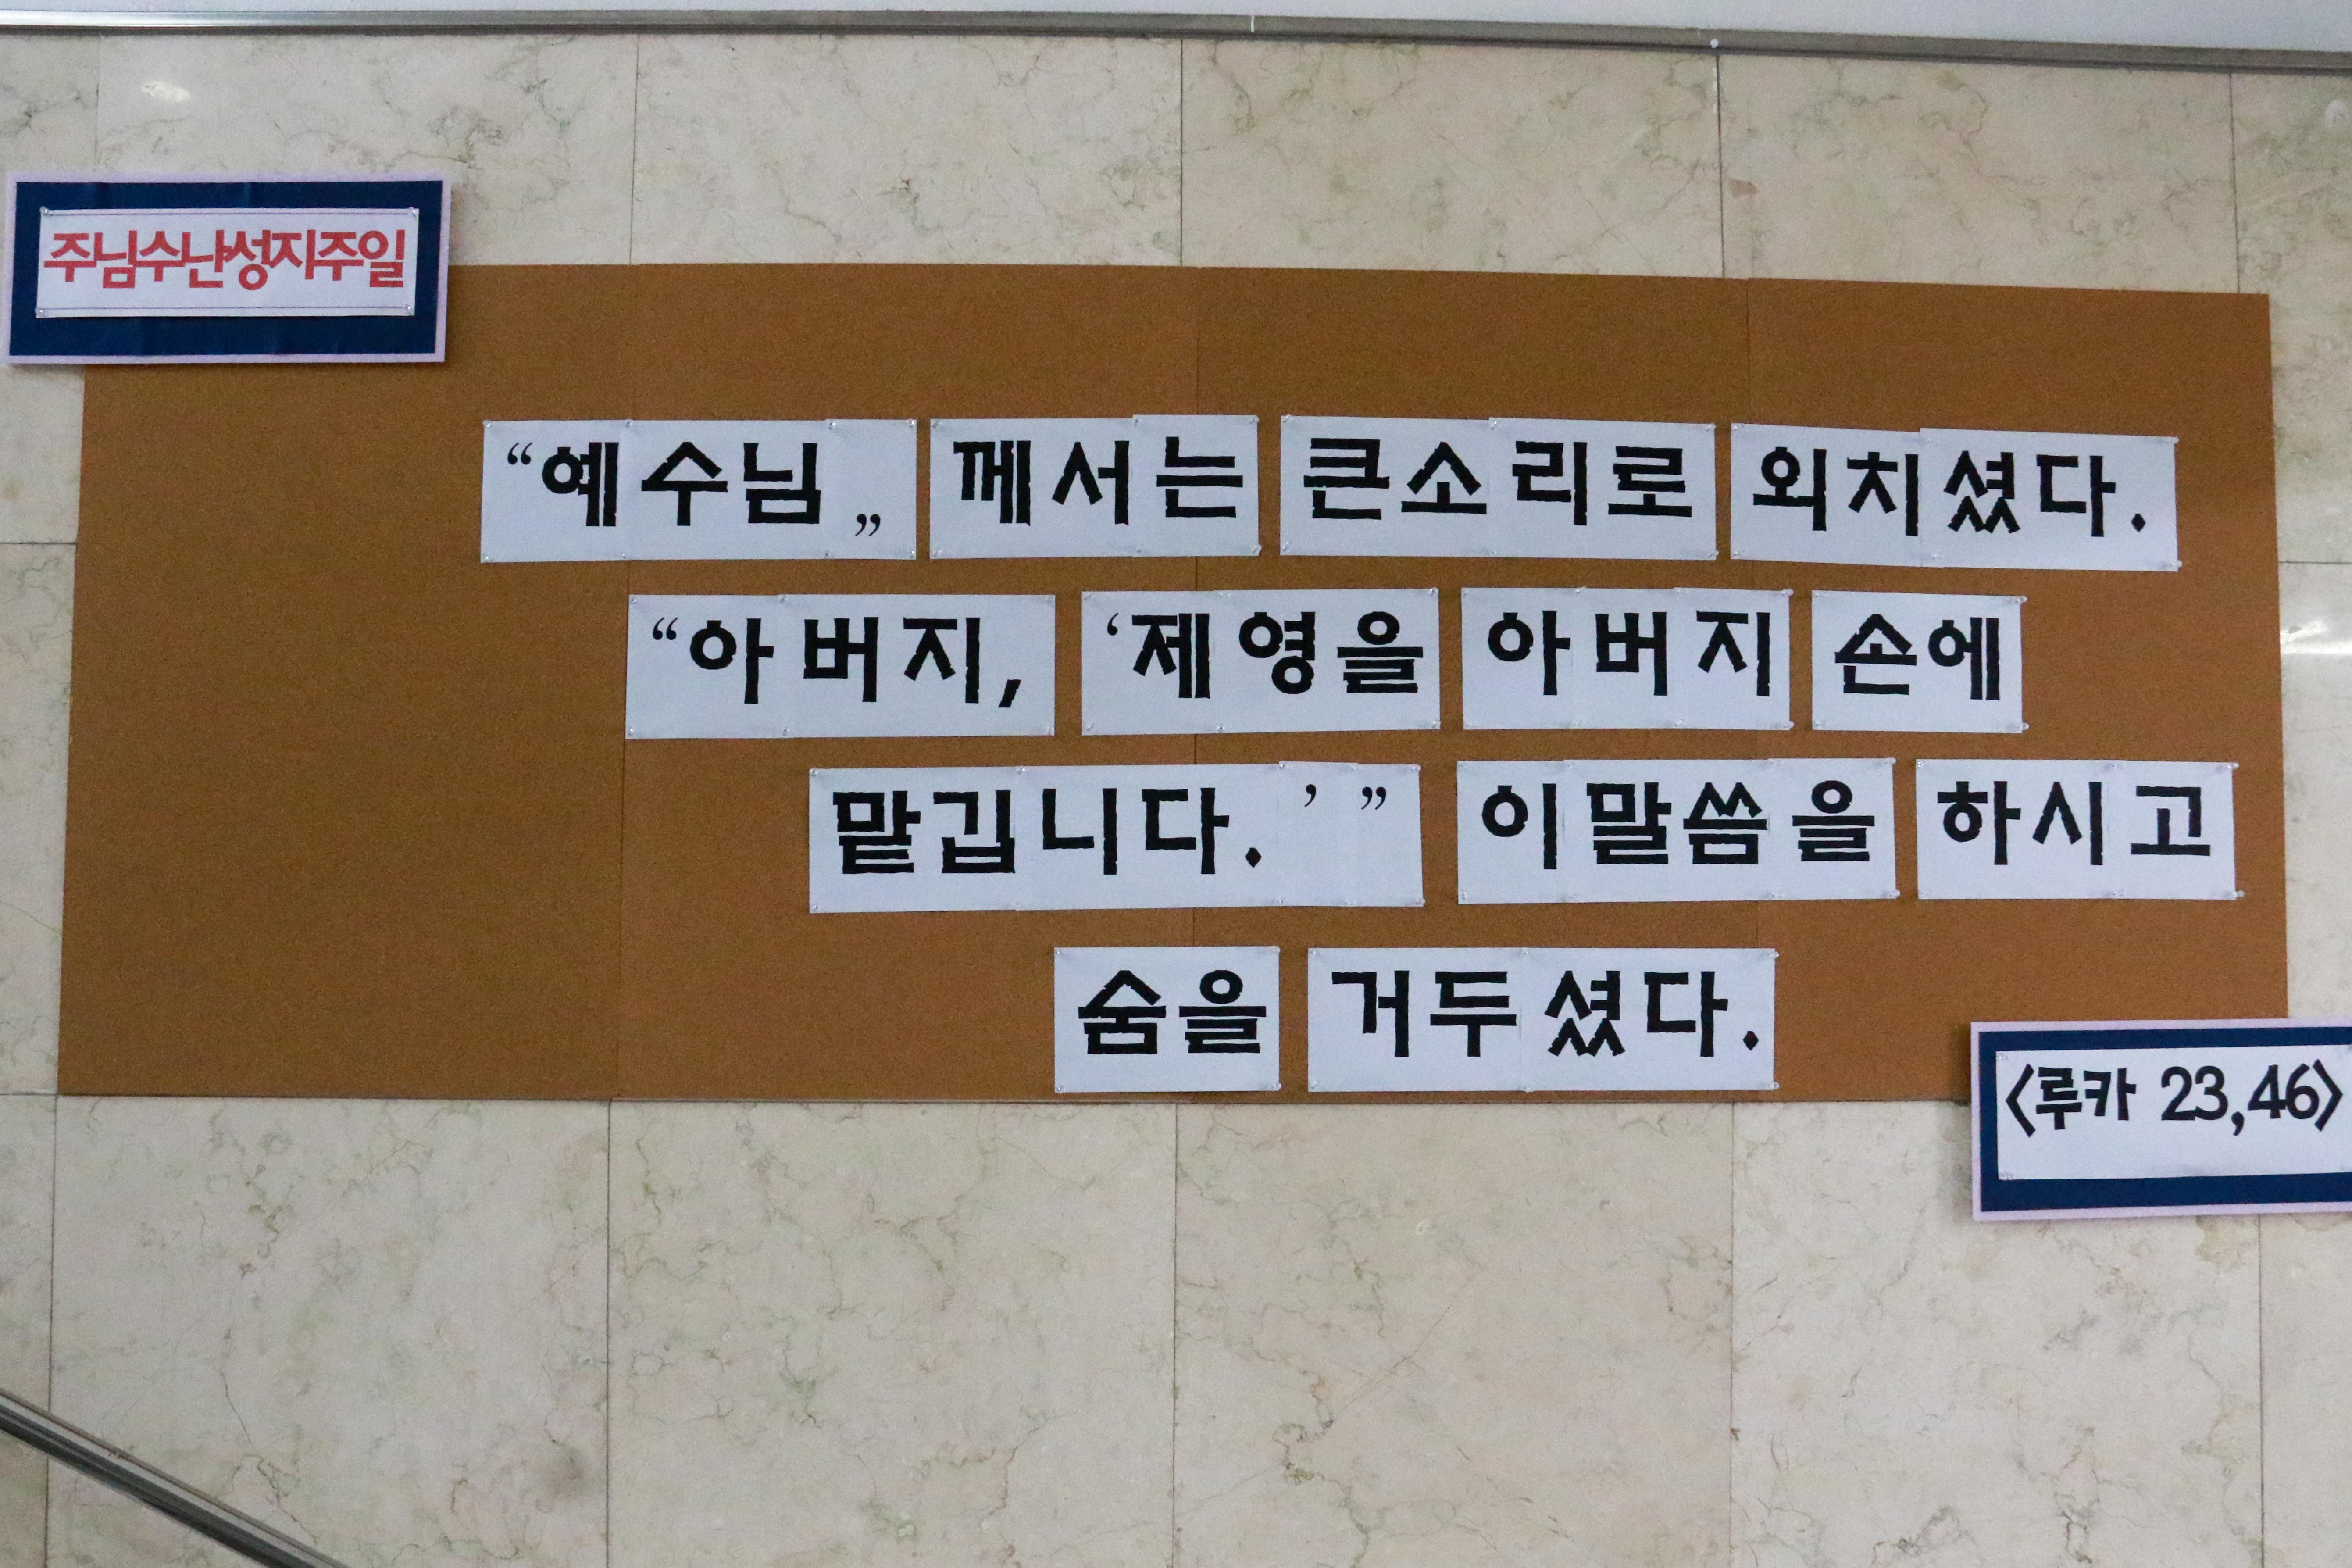 주님수난성지주일
“예수님„ 께서는 큰소리로 외치셨다.
“아버지, ‘제영을 아버지 손에
맡깁니다.’” 이말씀을 하시고
숨을 거두셨다.
〈루카 23,46〉